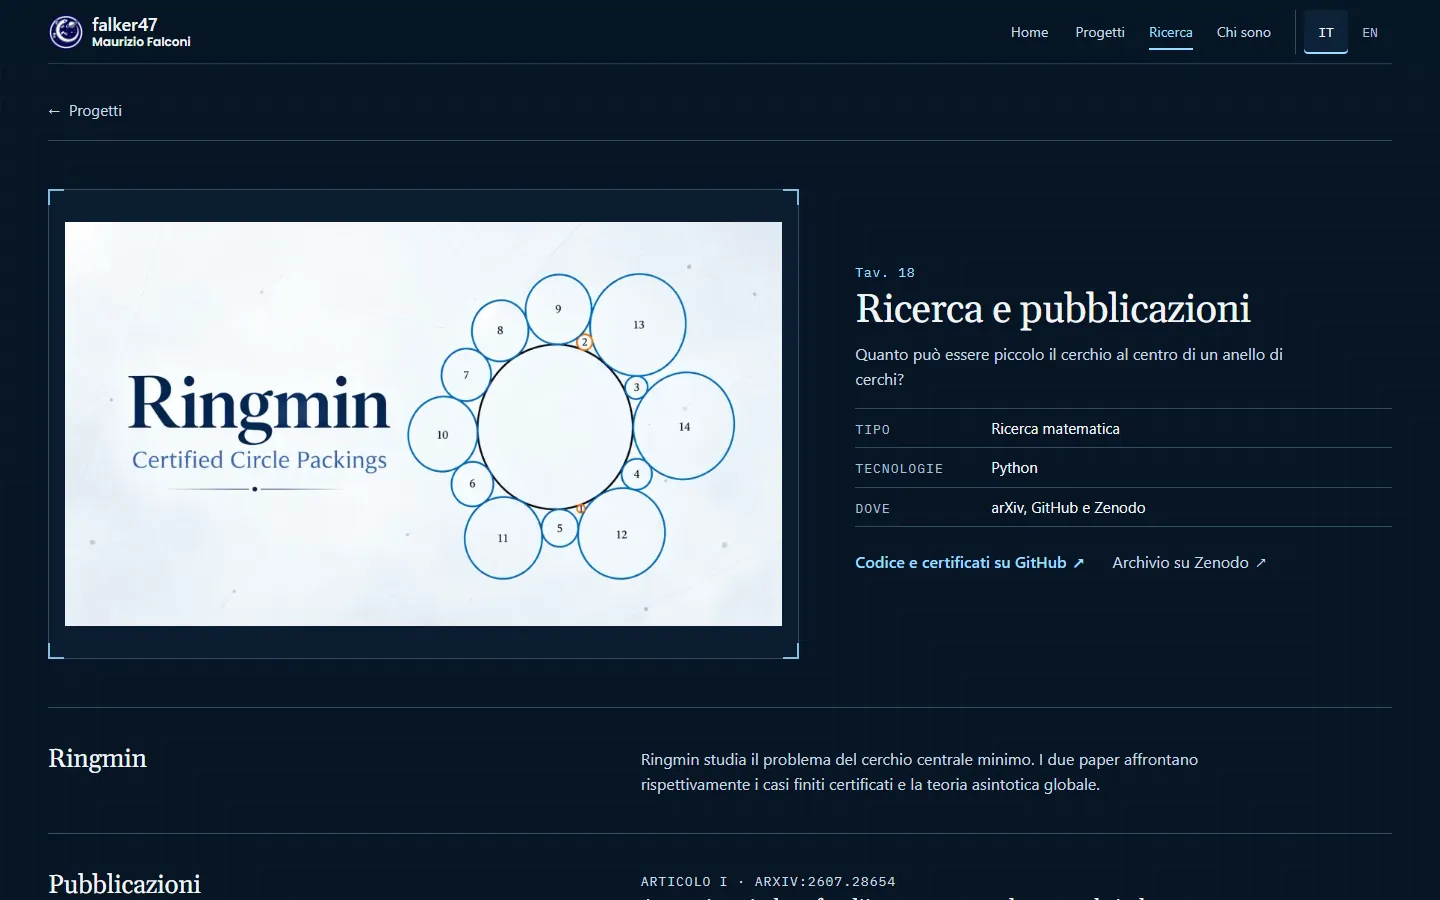 falker47
Maurizio Falconi
Home
Progetti
Ricerca
Chi sono
IT
EN
← Progetti
Ringmin
Certified Circle Packings
9
13
8
2
7
3
10
14
4
6
5
11
12
Tav. 18
Ricerca e pubblicazioni
Quanto può essere piccolo il cerchio al centro di un anello di
cerchi?
TIPO
Ricerca matematica
TECNOLOGIE
Python
DOVE
arXiv, GitHub e Zenodo
Codice e certificati su GitHub ↗
Archivio su Zenodo ↗
Ringmin
Ringmin studia il problema del cerchio centrale minimo. I due paper affrontano
rispettivamente i casi finiti certificati e la teoria asintotica globale.
Pubblicazioni
ARTICOLO I · ARXIV:2607.28654